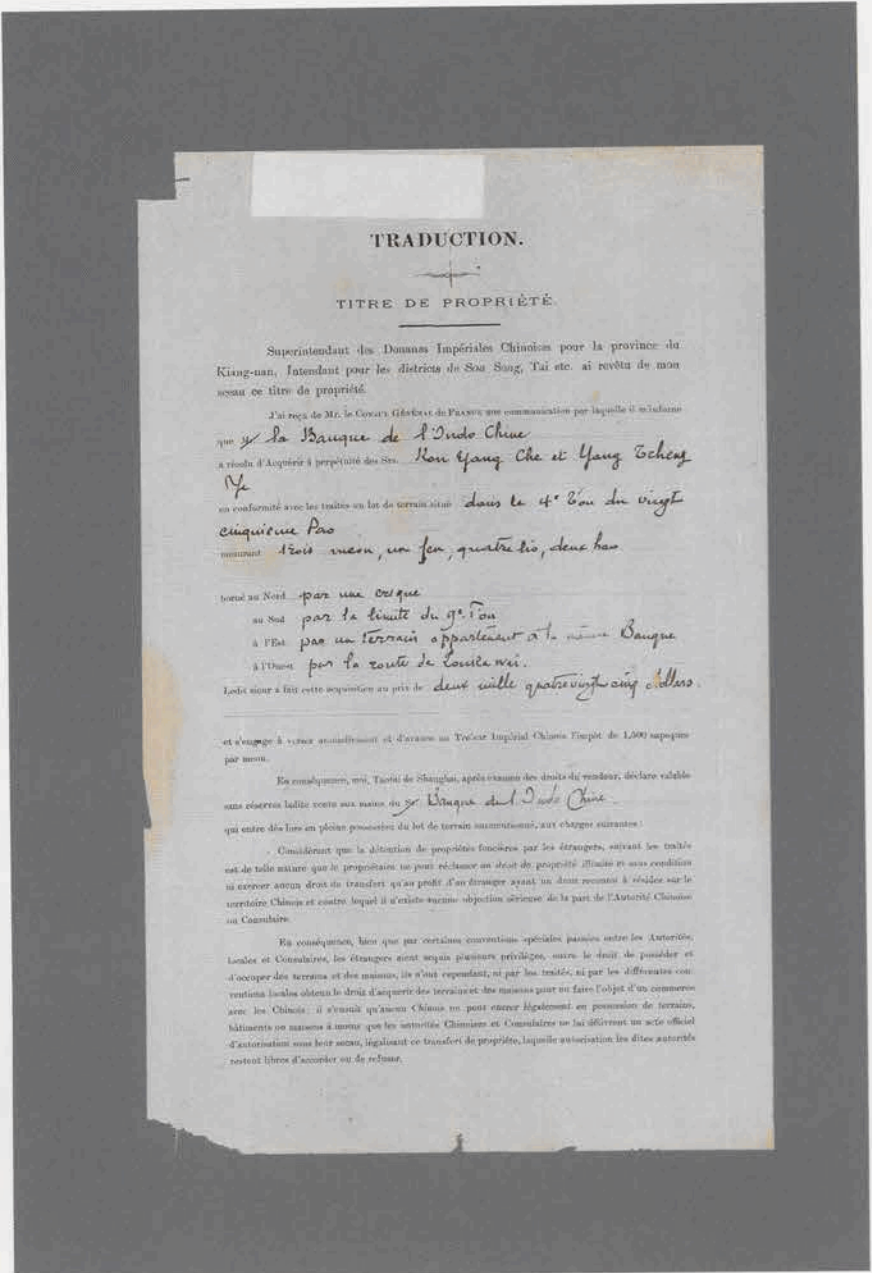 TRADUCTION.
TITRE DE PROPRIÉTÉ.
Superintendant des Douanes Impériales Chinoises pour la province du
Kiang-nan, Intendant pour les districts de Sou Song, Tai etc. ai revêtu de mon
sceau ce titre de propriété.
J'ai reçu de Mr. le CONSUL GÉNÉRAL de FRANCE une communication par laquelle il m'informe
que la Banque de l'Indo Chine
a résolu d'Acquérir à perpétuité des Srs. Kou Yang Che et Yang Tcheng
Ye
en conformité avec les traités un lot de terrain situé dans le 4e Tou du vingt
cinquième Pao
mesurant trois meou, un fen, quatre lio, deux hao
borné au Nord par une crique
au Sud par la limite du 9e Tou
à l'Est par un terrain appartenant à la même Banque
à l'Ouest par la route de
Ledit sieur a fait cette acquisition au prix de deux mille quatrevingt cinq dollars.
et s'engage à verser annuellement et d'avance au Trésor Impérial Chinois l'impôt de 1,500 sapèques
par meou.
En conséquence, moi, Taotai de Shanghai, après examen des droits du vendeur, déclare valable
sans réserves ladite vente aux mains du Banque de l'Indo Chine.
qui entre dès lors en pleine possession du lot de terrain susmentionné, aux charges suivantes :
Considérant que la détention de propriétés foncières par les étrangers, suivant les traités
est de telle nature que le propriétaire ne peut réclamer un droit de propriété illimité et sans condition
ni exercer aucun droit de transfert qu'au profit d'un étranger ayant un droit reconnu à résider sur le
territoire Chinois et contre lequel il n'existe aucune objection sérieuse de la part de l'Autorité Chinoise
ou Consulaire.
En conséquence, bien que par certaines conventions spéciales passées entre les Autorités,
locales et Consulaires, les étrangers aient acquis plusieurs privilèges, outre le droit de posséder et
d'occuper des terrains et des maisons, ils n'ont cependant, ni par les traités, ni par les différentes con
ventions locales obtenu le droit d'acquérir des terrains et des maisons pour en faire l'objet d'un commerce
avec les Chinois; il s'ensuit qu'aucun Chinois ne peut entrer légalement en possession de terrains,
bâtiments ou maisons à moins que les autorités Chinoises et Consulaires ne lui délivrent un acte officiel
d'autorisation sous leur sceau, légalisant ce transfert de propriété, laquelle autorisation les dites autorités
restent libres d'accorder ou de refuser.